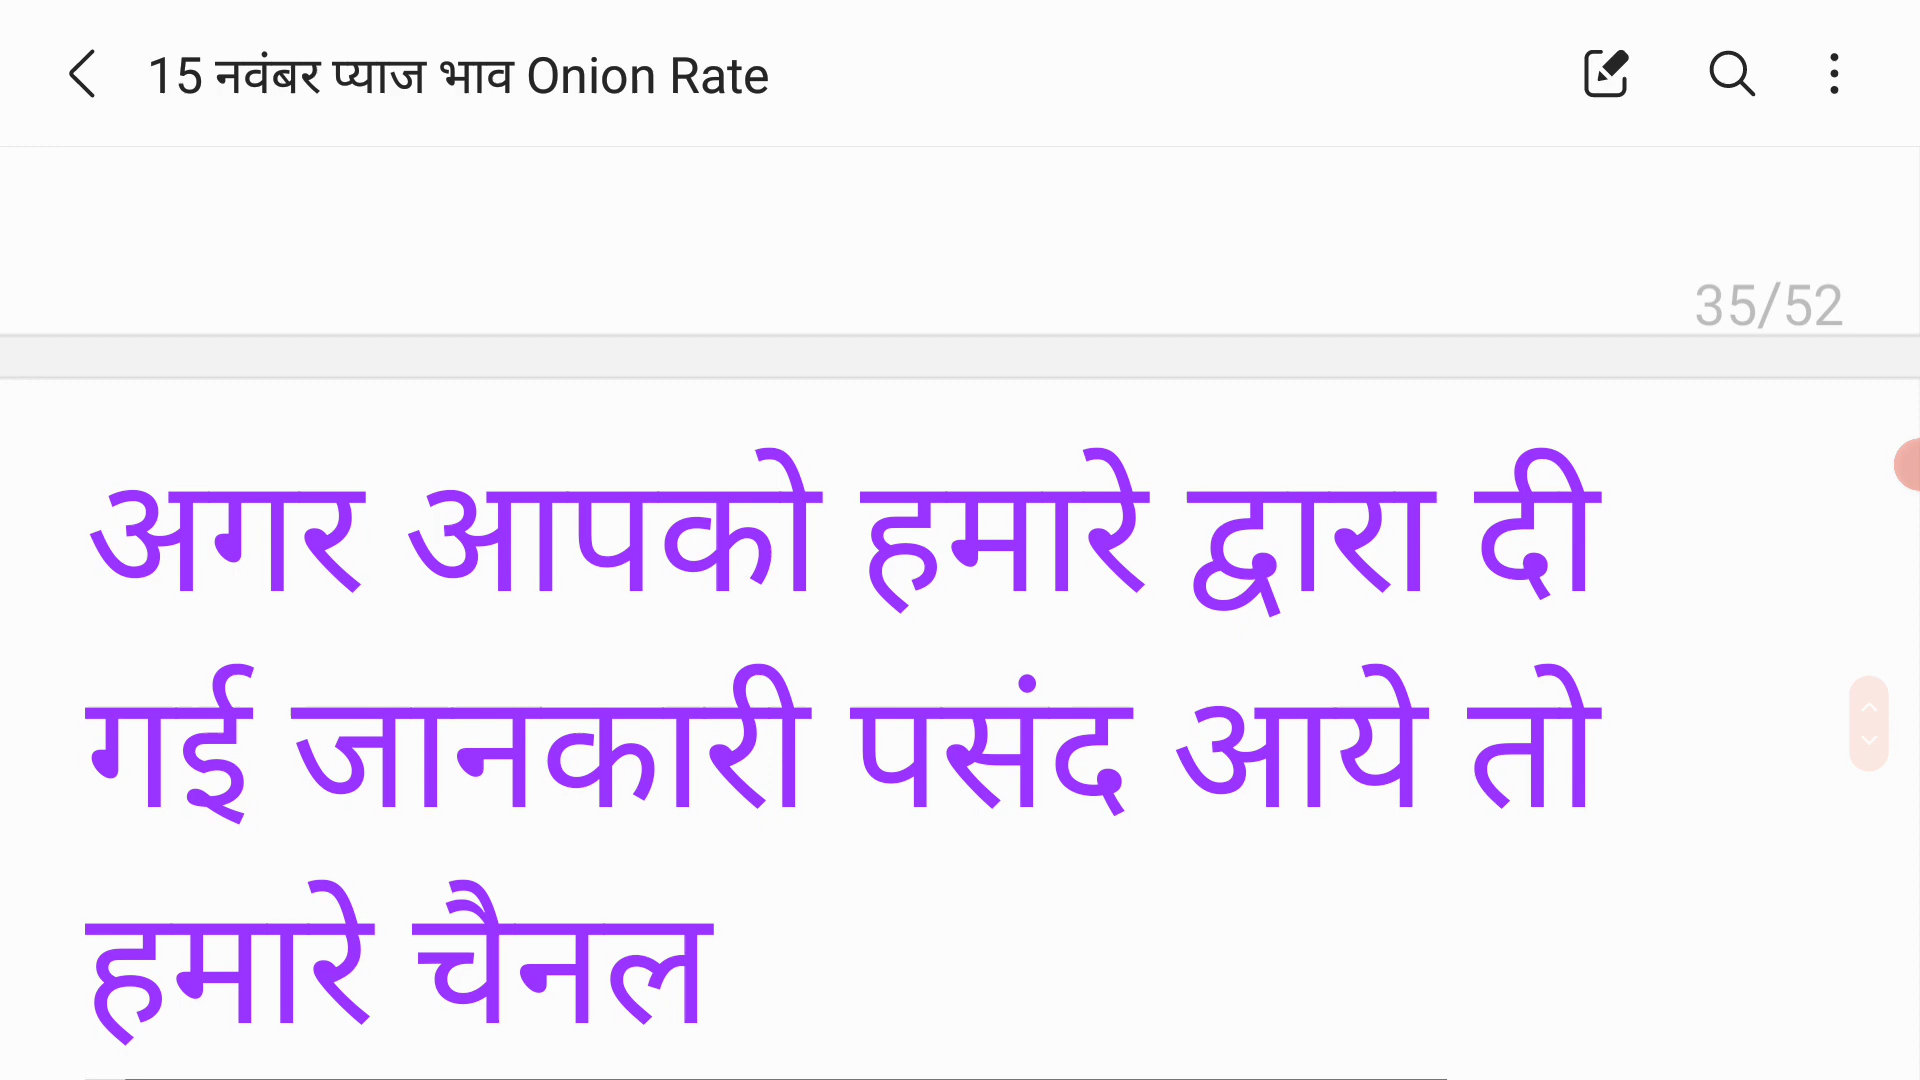 15 नवंबर प्याज भाव Onion Rate
35/52
अगर आपको हमारे द्वारा दी
गई जानकारी पसंद आये तो
हमारे चैनल